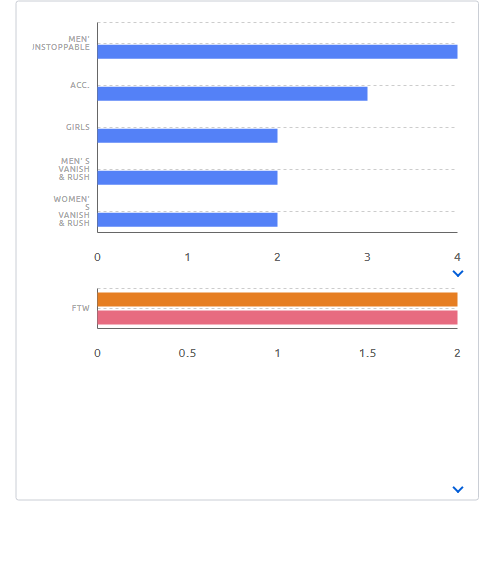 MEN'
UNSTOPPABLE
ACC.
GIRLS
MEN' S
VANISH
& RUSH
WOMEN'
S
VANISH
& RUSH
0 1 2 3 4
FTW
0 0.5 1 1.5 2